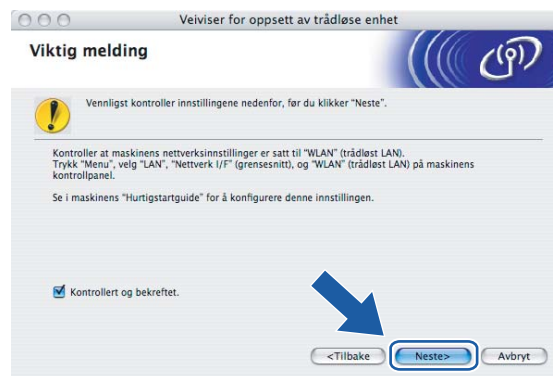 Veiviser for oppsett av trådløse enhet
Viktig melding
Vennligst kontroller innstillingene nedenfor, før du klikker "Neste".
Kontroller at maskinens nettverksinnstillinger er satt til "WLAN" (trådløst LAN).
Trykk "Menu", velg "LAN", "Nettverk I/F" (grensesnitt), og "WLAN" (trådløst LAN) på maskinens
kontrollpanel.
Se i maskinens "Hurtigstartguide" for å konfigurere denne innstillingen.
Kontrollert og bekreftet.
<Tilbake Neste> Avbryt